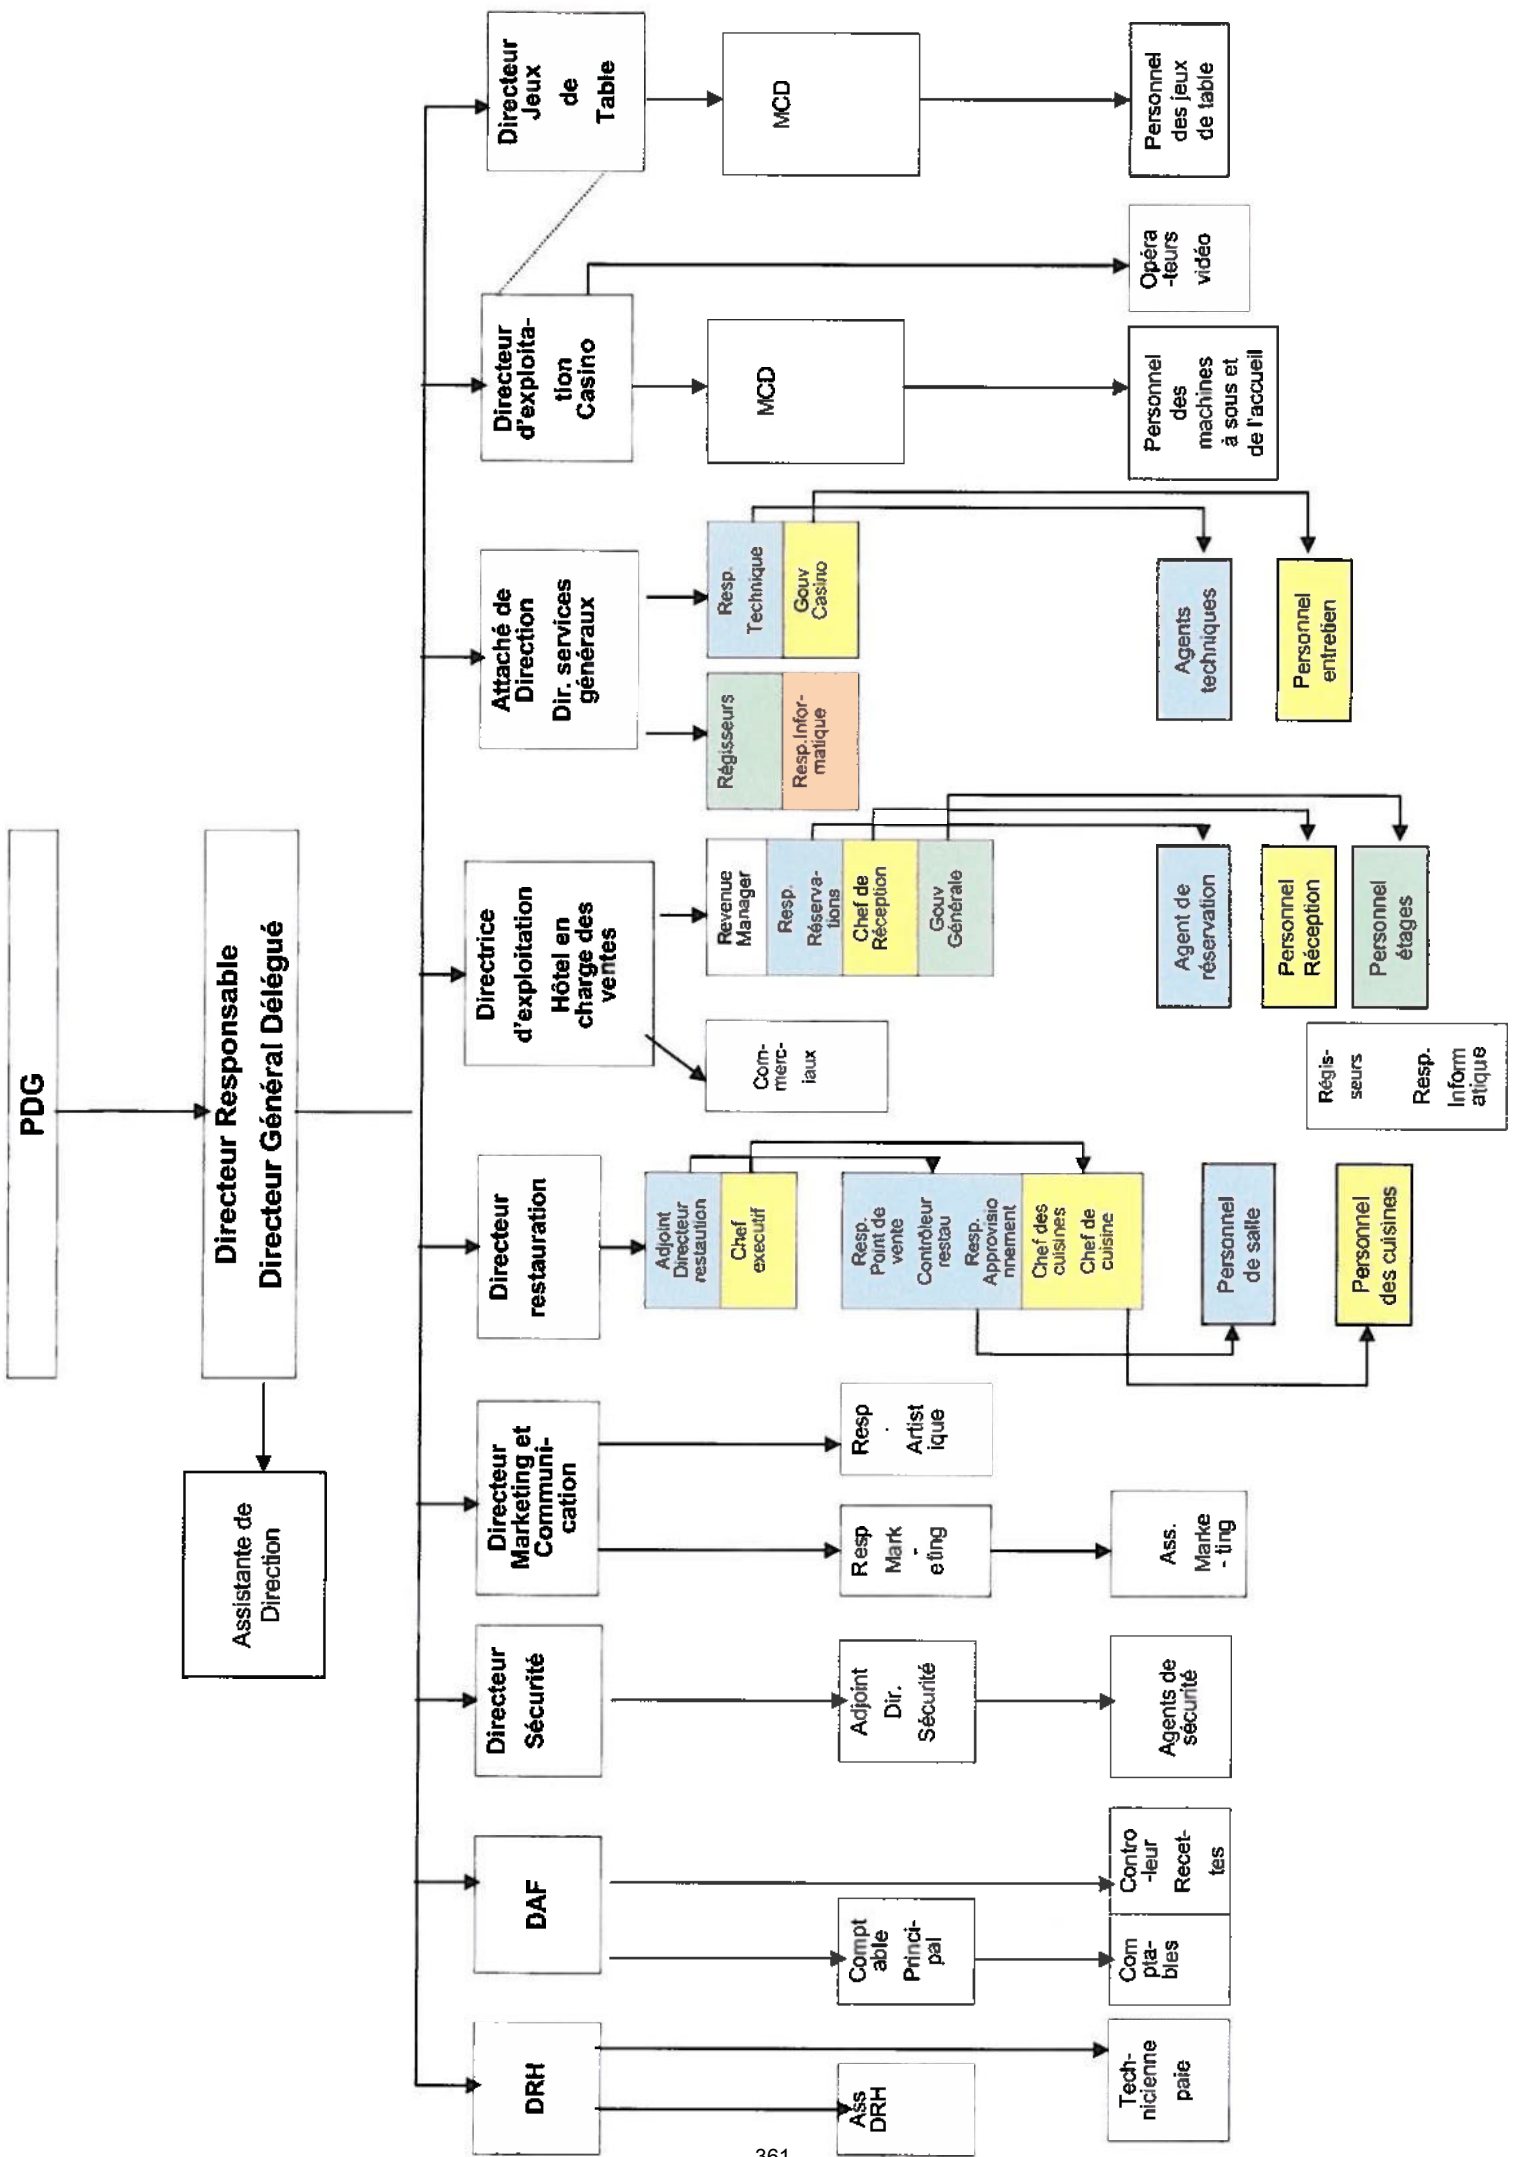 PDG
Directeur Responsable
Directeur Général Délégué
Assistante de
Direction
DRH
DAF
Directeur
Sécurité
Directeur
Marketing et
Communi-
cation
Directeur
restauration
Directrice
d'exploitation
Hôtel en
charge des
ventes
Attaché de
Direction
Dir. services
généraux
Directeur
d'exploita-
tion
Casino
Directeur
Jeux
de
Table
Ass
DRH
Compt
able
Princi-
pal
Adjoint
Dir.
Sécurité
Resp
Mark
-
eting
Resp
.
Artist
ique
Adjoint
Directeur
restaution
Chef
executif
Resp.
Point de
vente
Contrôleur
restau
Resp.
Approvisio
nnement
Chef des
cuisines
Chef de
cuisine
Com-
merc-
iaux
Revenue
Manager
Resp.
Réserva-
tions
Chef de
Réception
Gouv
Générale
Régisseurs
Resp.Infor-
matique
Resp.
Technique
Gouv
Casino
MCD
MCD
Tech-
nicienne
paie
Com
pta-
bles
Contro
-leur
Recet-
tes
Agents de
sécurité
Ass.
Marke
- ting
Personnel
de salle
Personnel
des cuisines
Régis-
seurs
Resp.
Inform
atique
Agent de
réservation
Personnel
Réception
Personnel
étages
Agents
techniques
Personnel
entretien
Personnel
des
machines
à sous et
de l'accueil
Opéra
-teurs
vidéo
Personnel
des jeux
de table
361